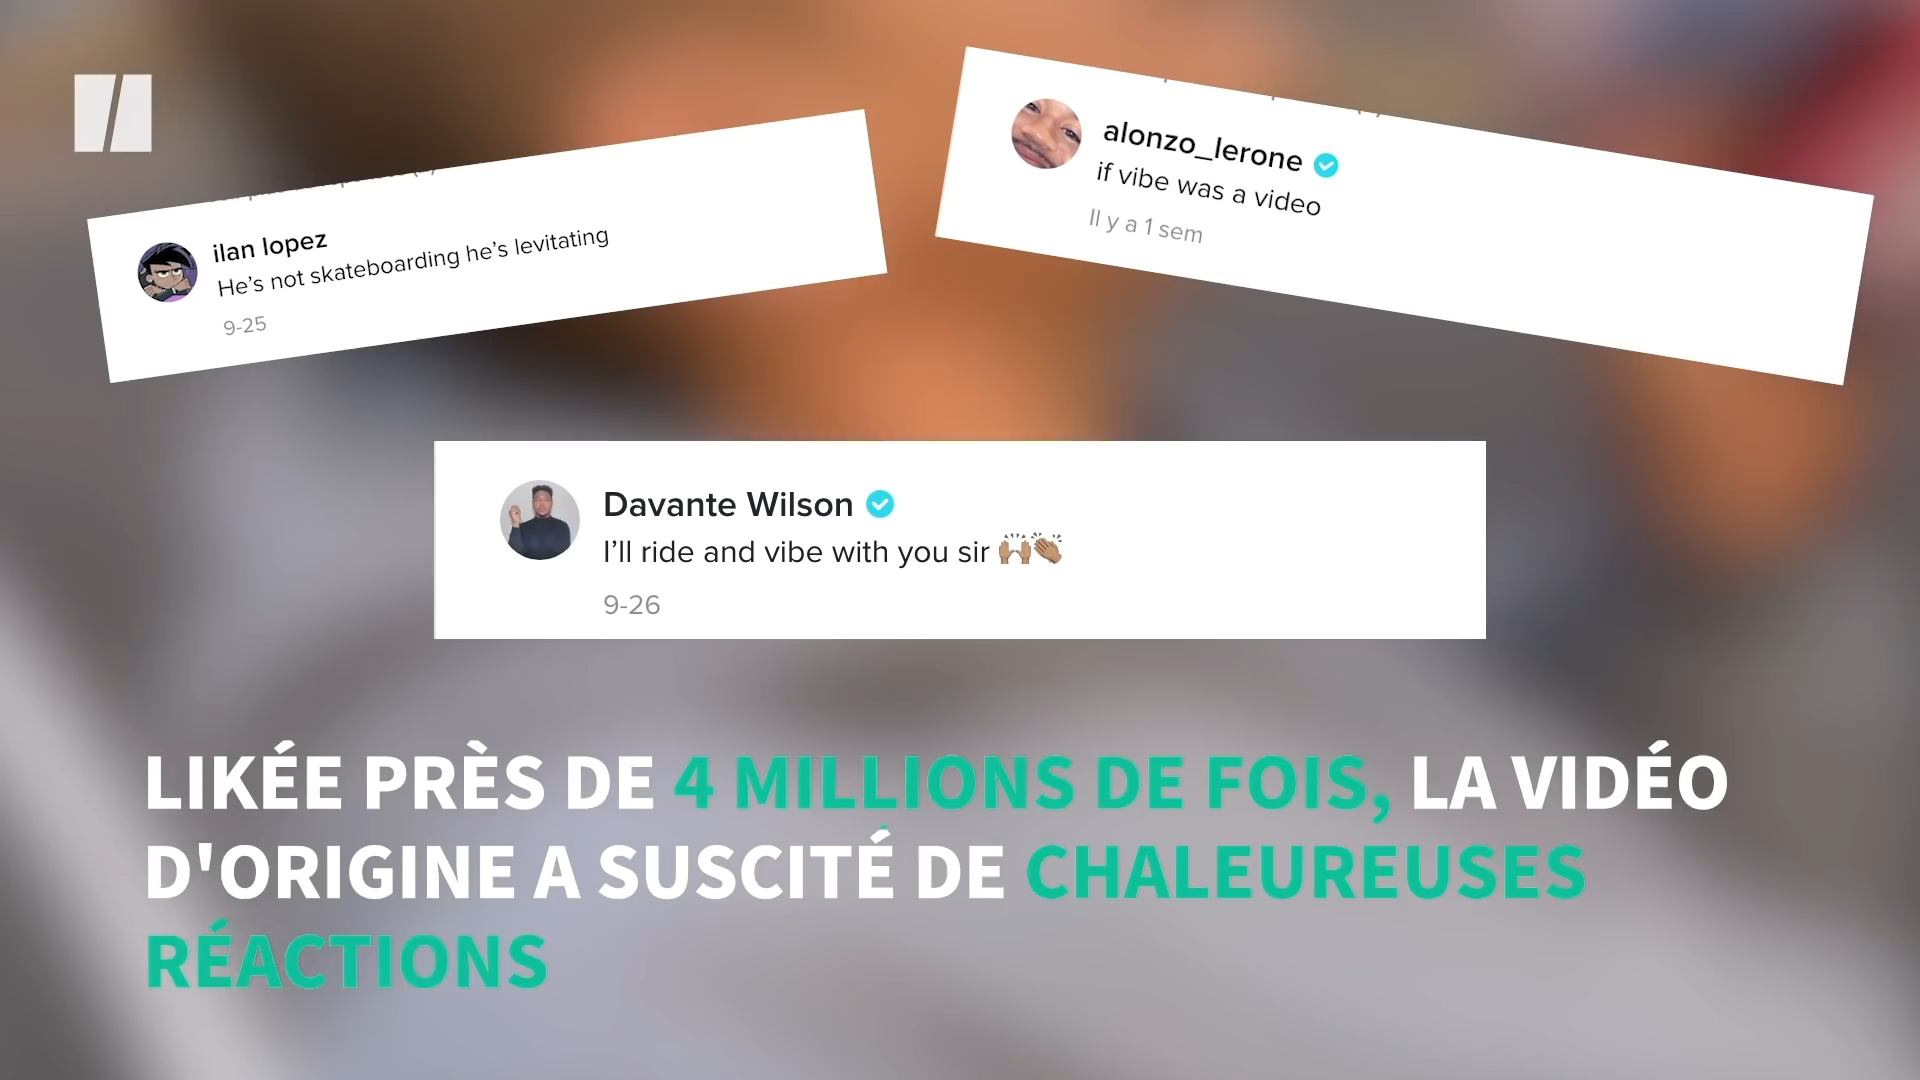 ilan lopez
He’s not skateboarding he’s levitating
9-25
alonzo_lerone
if vibe was a video
Il y a 1 sem
Davante Wilson
I’ll ride and vibe with you sir 🙌🏽👏🏽
9-26
LIKÉE PRÈS DE 4 MILLIONS DE FOIS, LA VIDÉO
D'ORIGINE A SUSCITÉ DE CHALEUREUSES
RÉACTIONS